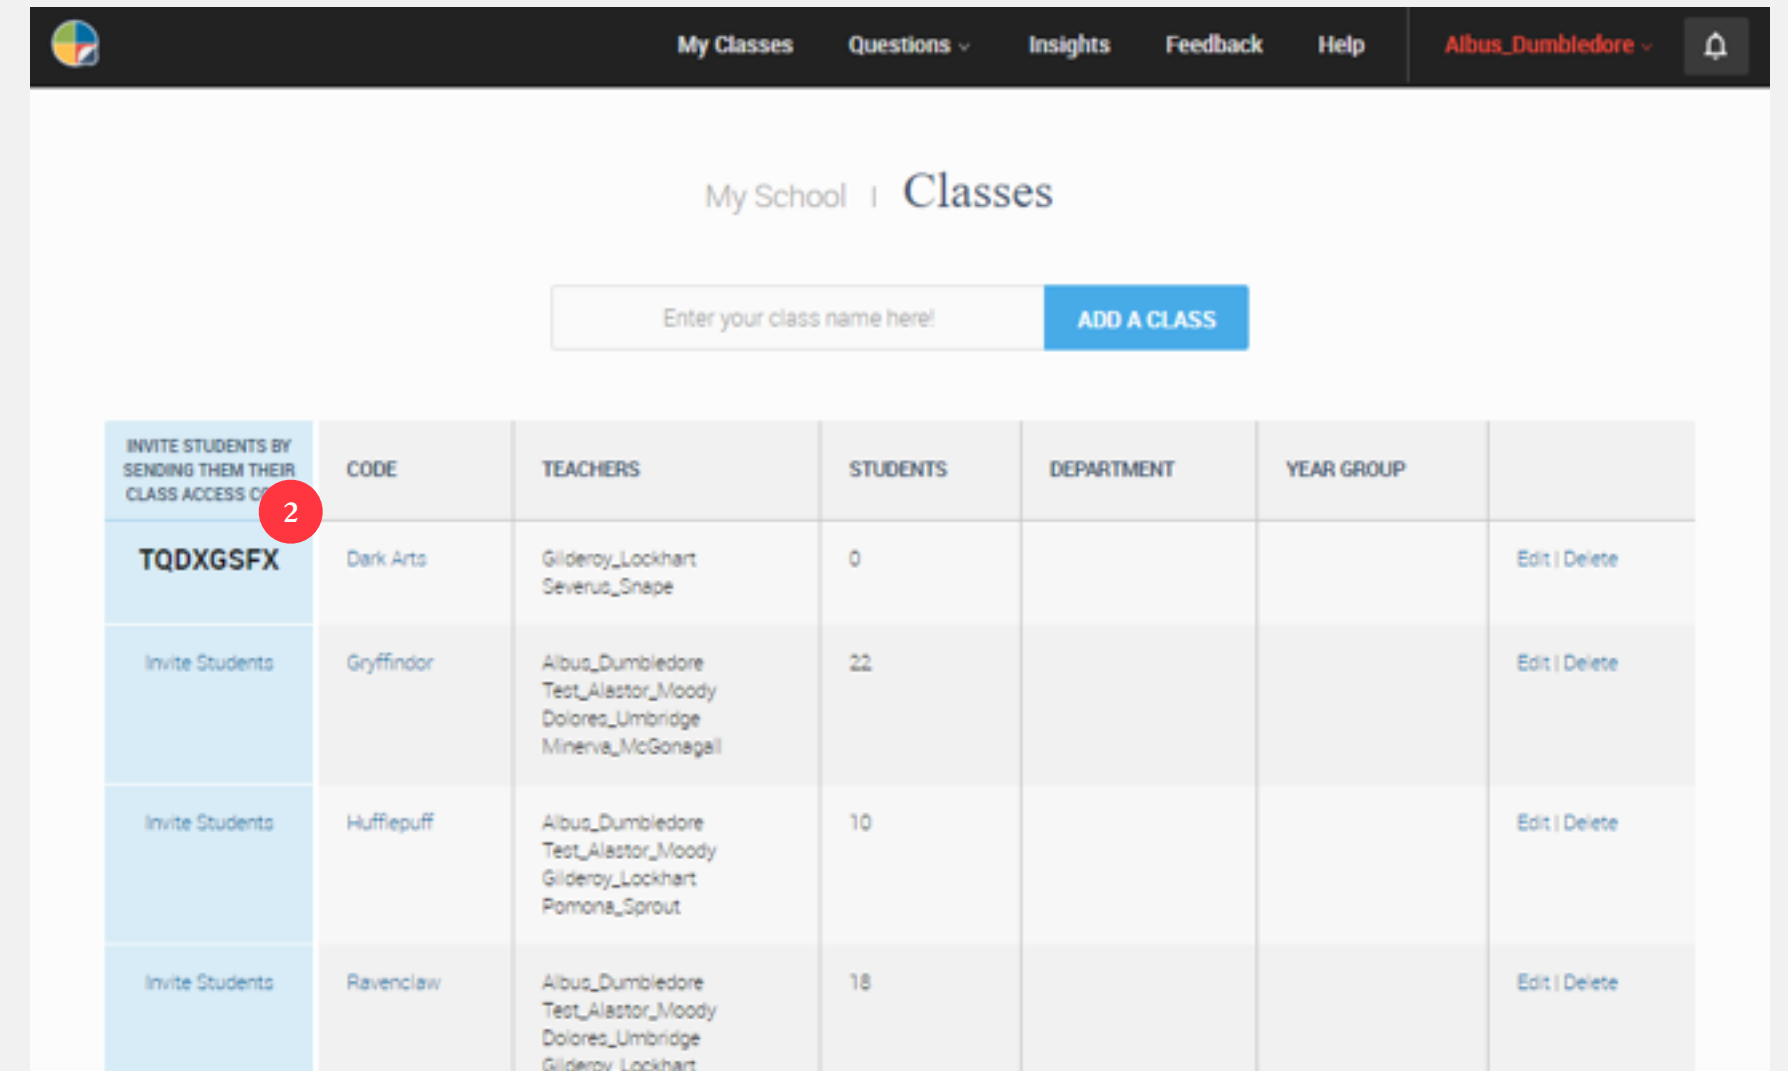 My Classes Questions Insights Feedback Help Albus_Dumbledore
My School | Classes
Enter your class name here! ADD A CLASS
INVITE STUDENTS BY
SENDING THEM THEIR
CLASS ACCESS
2
CODE TEACHERS STUDENTS DEPARTMENT YEAR GROUP
TQDXGSFX Dark Arts Gilderoy_Lockhart 0 Edit | Delete
Severus_Snape
Invite Students Gryffindor Albus_Dumbledore 22 Edit | Delete
Test_Alastor_Moody
Dolores_Umbridge
Minerva_McGonagall
Invite Students Hufflepuff Albus_Dumbledore 10 Edit | Delete
Test_Alastor_Moody
Gilderoy_Lockhart
Pomona_Sprout
Invite Students Ravenclaw Albus_Dumbledore 18 Edit | Delete
Test_Alastor_Moody
Dolores_Umbridge
Gilderoy_Lockhart